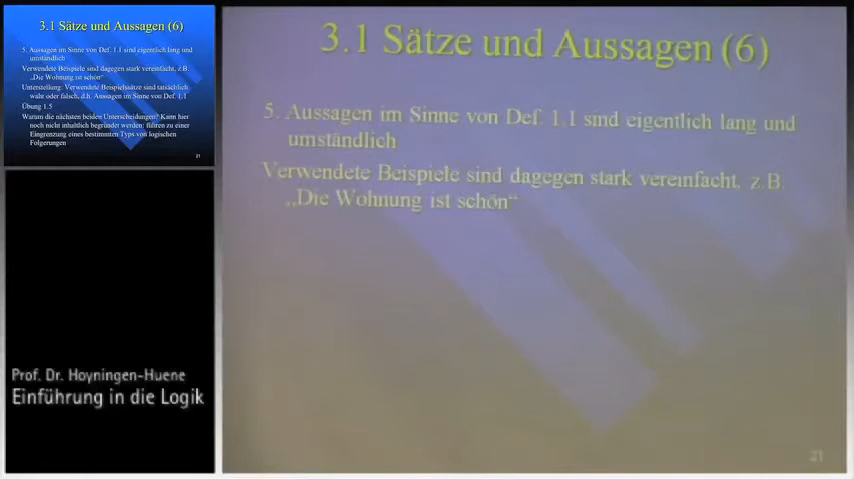 3.1 Sätze und Aussagen (6)
5. Aussagen im Sinne von Def. 1.1 sind eigentlich lang und
umständlich
Verwendete Beispiele sind dagegen stark vereinfacht, z.B.
„Die Wohnung ist schön“
Unterstellung: Verwendete Beispielsätze sind tatsächlich
wahr oder falsch, d.h. Aussagen im Sinne von Def. 1.1
Übung 1.5
Warum die nächsten beiden Unterscheidungen? Kann hier
noch nicht inhaltlich begründet werden: führen zu einer
Eingrenzung eines bestimmten Typs von logischen
Folgerungen
21
Prof. Dr. Hoyningen-Huene
Einführung in die Logik
3.1 Sätze und Aussagen (6)
5. Aussagen im Sinne von Def. 1.1 sind eigentlich lang und
umständlich
Verwendete Beispiele sind dagegen stark vereinfacht, z.B.
„Die Wohnung ist schön“
21